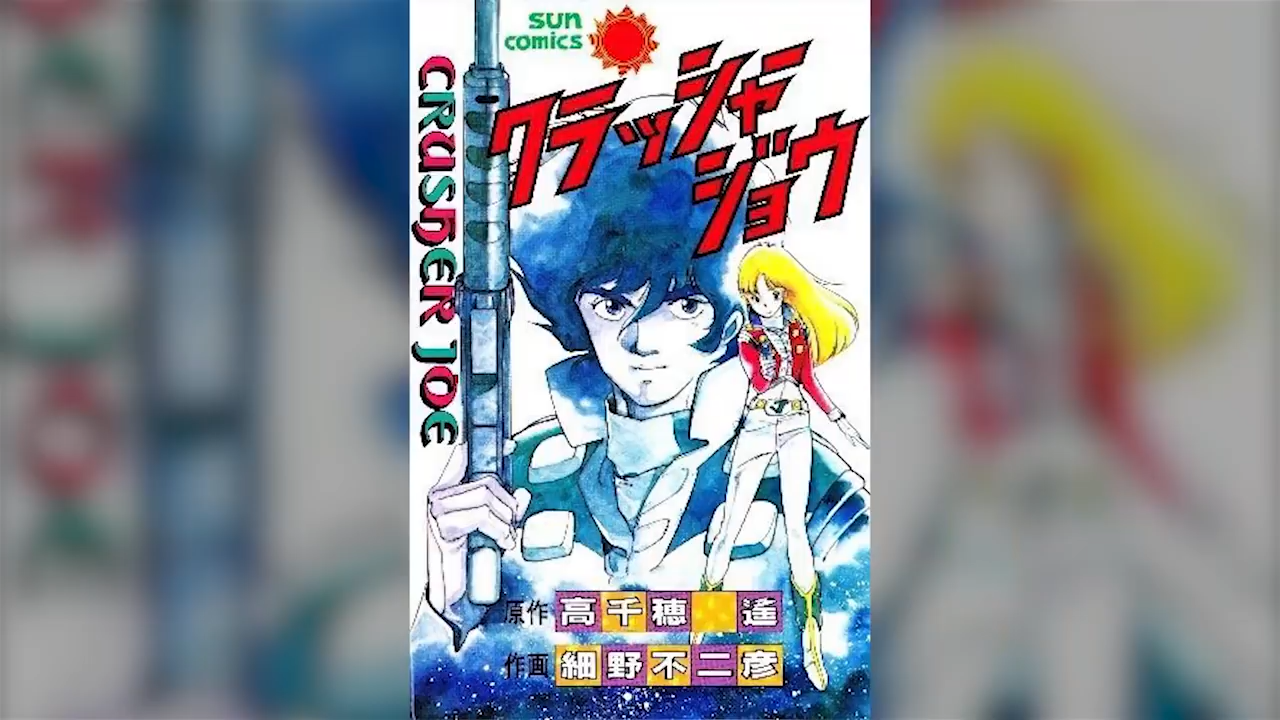 sun
comics
クラッシャー
ジョウ
CRUSHER JOE
原作 高千穂 遙
作画 細野不二彦